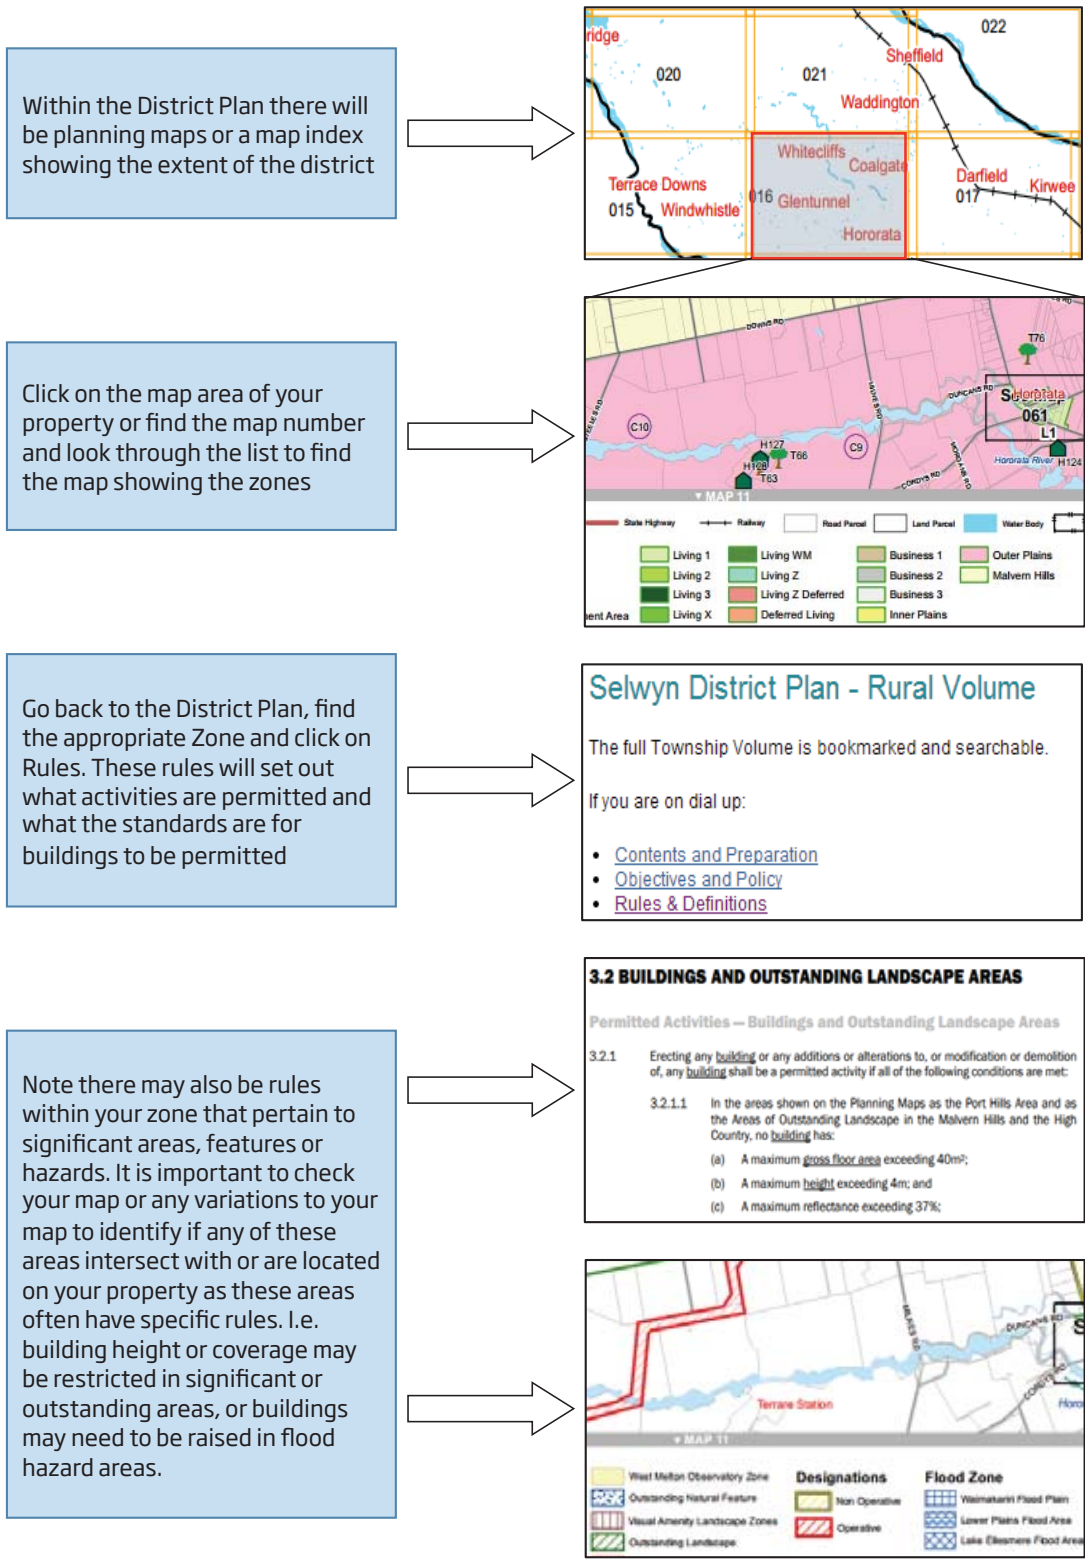 Within the District Plan there will
be planning maps or a map index
showing the extent of the district
ridge
020
021
022
Sheffield
Waddington
Whitecliffs
Coalgate
Terrace Downs
015
Windwhistle
016
Glentunnel
Hororata
Darfield
017
Kirwee
Click on the map area of your
property or find the map number
and look through the list to find
the map showing the zones
DOWNS RD
T76
DUNCANS RD
Hororata
061
L1
C10
C9
H127
T66
H128
T63
Hororata River
H124
CORDYS RD
MAP 11
State Highway
Railway
Road Parcel
Land Parcel
Water Body
Living 1
Living WM
Business 1
Outer Plains
Living 2
Living Z
Business 2
Malvern Hills
Living 3
Living Z Deferred
Business 3
ment Area
Living X
Deferred Living
Inner Plains
Go back to the District Plan, find
the appropriate Zone and click on
Rules. These rules will set out
what activities are permitted and
what the standards are for
buildings to be permitted
Selwyn District Plan - Rural Volume
The full Township Volume is bookmarked and searchable.
If you are on dial up:
• Contents and Preparation
• Objectives and Policy
• Rules & Definitions
Note there may also be rules
within your zone that pertain to
significant areas, features or
hazards. It is important to check
your map or any variations to your
map to identify if any of these
areas intersect with or are located
on your property as these areas
often have specific rules. I.e.
building height or coverage may
be restricted in significant or
outstanding areas, or buildings
may need to be raised in flood
hazard areas.
3.2 BUILDINGS AND OUTSTANDING LANDSCAPE AREAS
Permitted Activities — Buildings and Outstanding Landscape Areas
3.2.1 Erecting any building or any additions or alterations to, or modification or demolition
of, any building shall be a permitted activity if all of the following conditions are met:
3.2.1.1 In the areas shown on the Planning Maps as the Port Hills Area and as
the Areas of Outstanding Landscape in the Malvern Hills and the High
Country, no building has:
(a) A maximum gross floor area exceeding 40m²;
(b) A maximum height exceeding 4m; and
(c) A maximum reflectance exceeding 37%;
MILNES RD
DUNCANS RD
CORDYS RD
Terrare Station
Horo
MAP 11
West Melton Observatory Zone
Outstanding Natural Feature
Visual Amenity Landscape Zones
Outstanding Landscape
Designations
Non Operative
Operative
Flood Zone
Waimakariri Flood Plain
Lower Plains Flood Area
Lake Ellesmere Flood Area